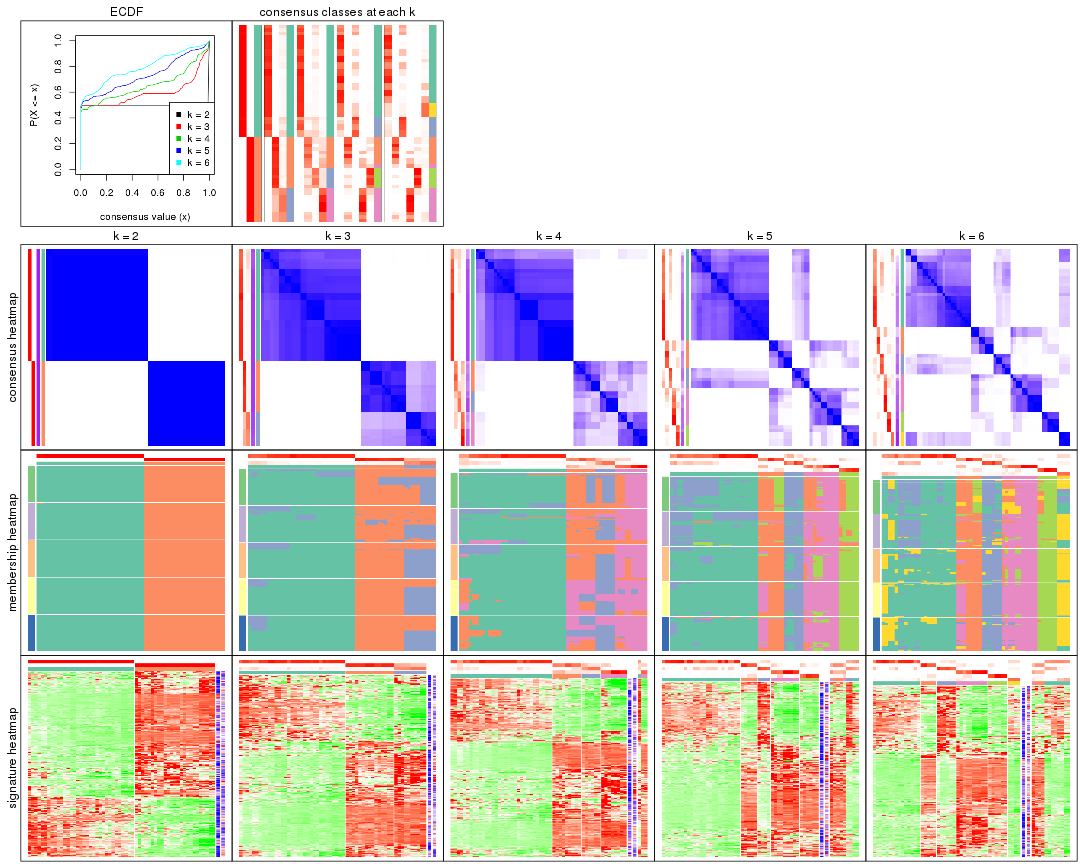 ECDF
consensus classes at each k
P(X <= x)
0.0 0.2 0.4 0.6 0.8 1.0
k = 2
k = 3
k = 4
k = 5
k = 6
0.0 0.2 0.4 0.6 0.8 1.0
consensus value (x)
k = 2
k = 3
k = 4
k = 5
k = 6
consensus heatmap
membership heatmap
signature heatmap